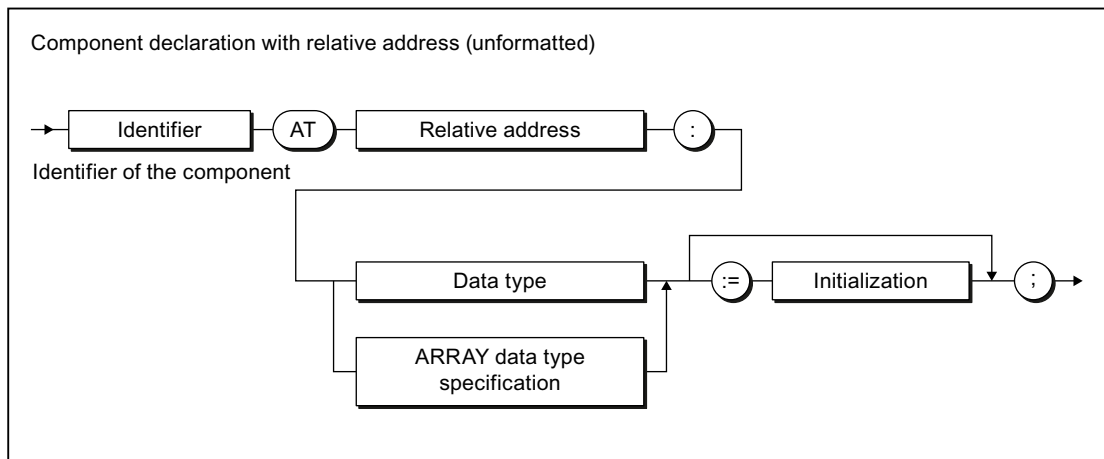 Component declaration with relative address (unformatted)
Identifier AT Relative address :
Identifier of the component
Data type := Initialization ;
ARRAY data type
specification